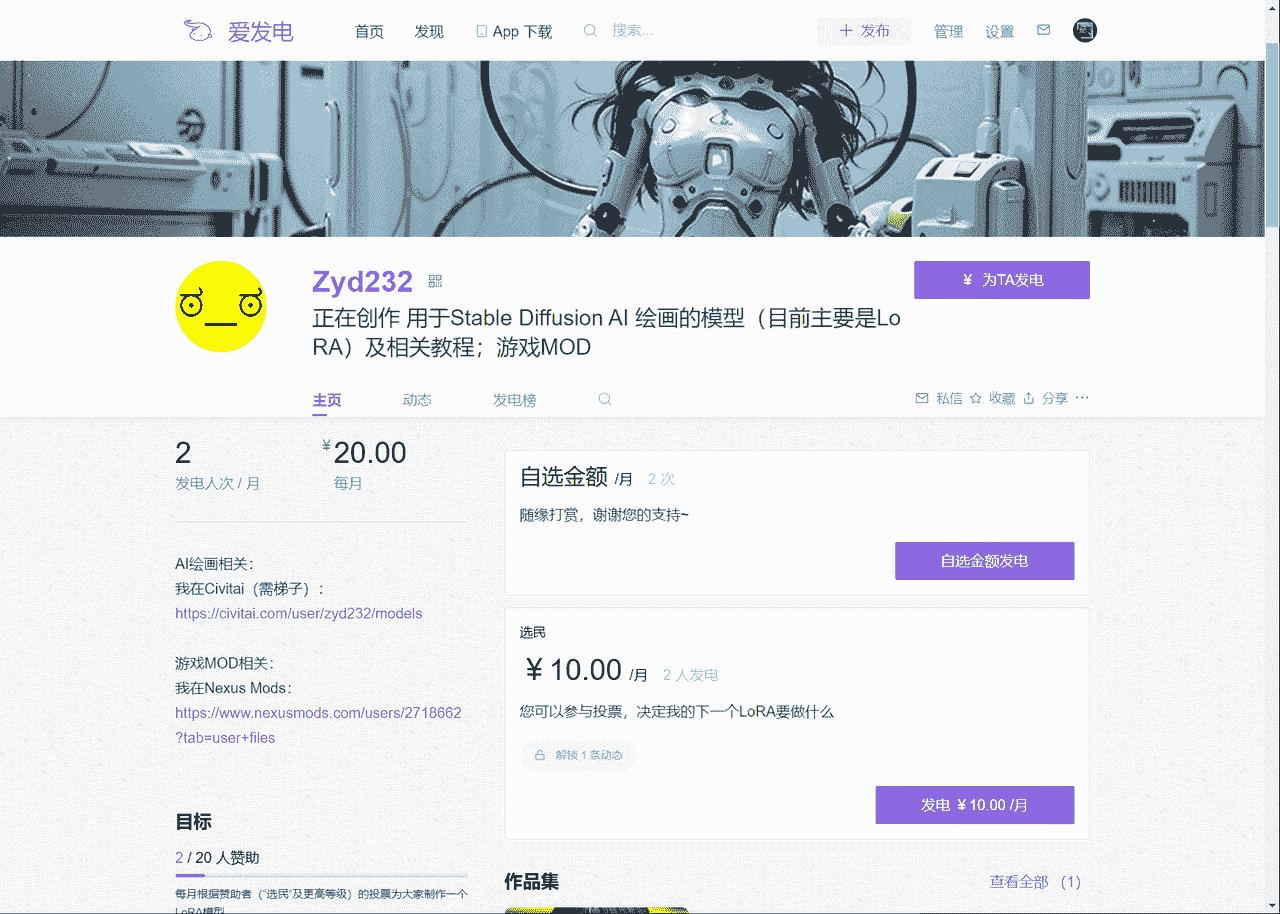 爱发电
首页
发现
App 下载
搜索...
发布
管理
设置
Zyd232
正在创作 用于Stable Diffusion AI 绘画的模型（目前主要是Lo
RA）及相关教程；游戏MOD
¥ 为TA发电
主页
动态
发电榜
私信
收藏
分享
2
发电人次 / 月
¥20.00
每月
AI绘画相关：
我在Civitai（需梯子）：
https://civitai.com/user/zyd232/models
游戏MOD相关：
我在Nexus Mods：
https://www.nexusmods.com/users/2718662
?tab=user+files
目标
2 / 20 人赞助
每月根据赞助者（“选民”及更高等级）的投票为大家制作一个
LoRA模型
自选金额 /月 2 次
随缘打赏，谢谢您的支持~
自选金额发电
选民
¥ 10.00 /月 2 人发电
您可以参与投票，决定我的下一个LoRA要做什么
解锁 1 条动态
发电 ¥ 10.00 /月
作品集
查看全部 （1）